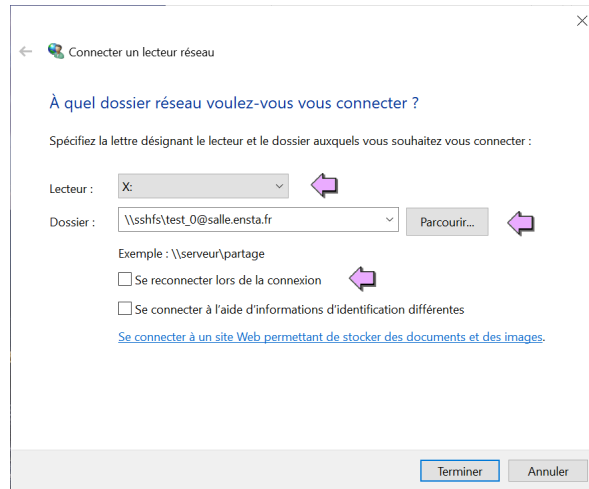 Connecter un lecteur réseau
À quel dossier réseau voulez-vous vous connecter ?
Spécifiez la lettre désignant le lecteur et le dossier auxquels vous souhaitez vous connecter :
Lecteur : X:
Dossier : \\sshfs\test_0@salle.ensta.fr Parcourir...
Exemple : \\serveur\partage
Se reconnecter lors de la connexion
Se connecter à l'aide d'informations d'identification différentes
Se connecter à un site Web permettant de stocker des documents et des images.
Terminer Annuler